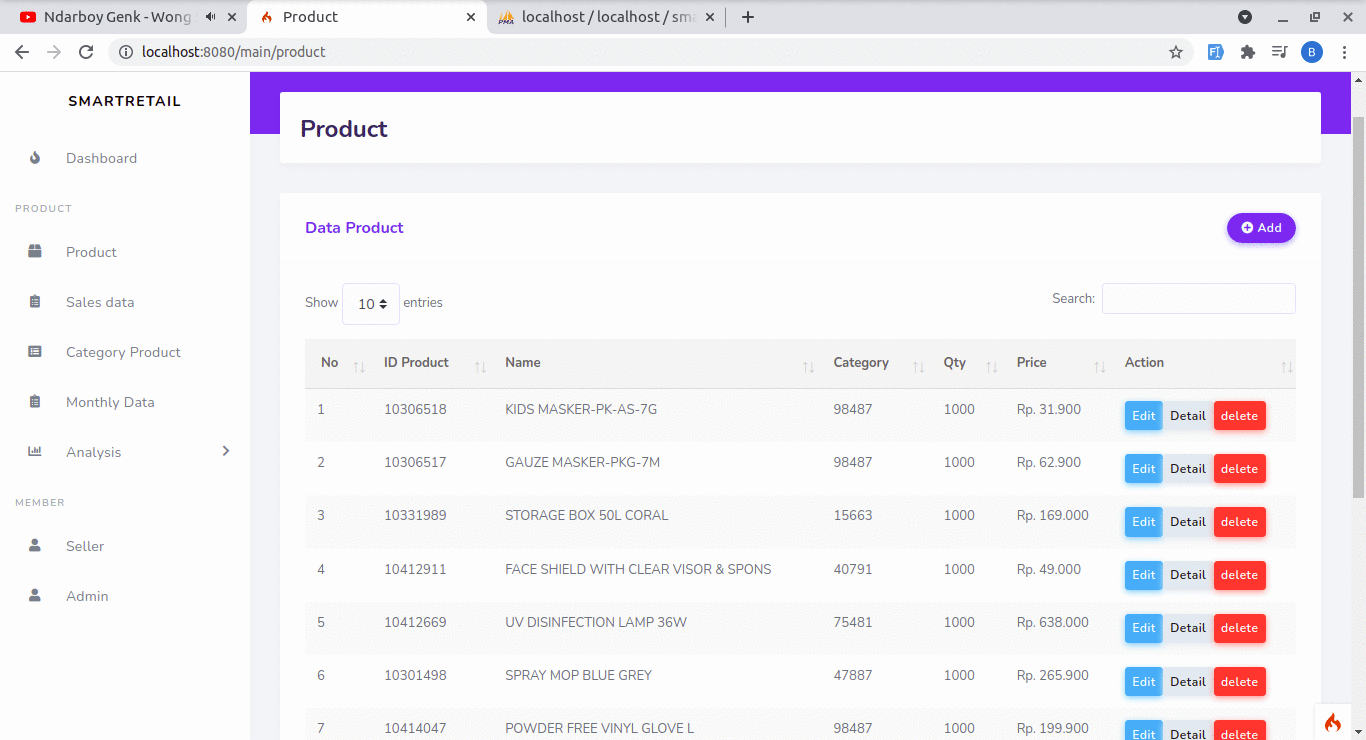 Ndarboy Genk - Wong
Product
localhost / localhost / sma
localhost:8080/main/product
B
SMARTRETAIL
Dashboard
PRODUCT
Product
Sales data
Category Product
Monthly Data
Analysis
MEMBER
Seller
Admin
Product
Data Product
Add
Show 10 entries
Search:
No ID Product Name Category Qty Price Action
1 10306518 KIDS MASKER-PK-AS-7G 98487 1000 Rp. 31.900 Edit Detail delete
2 10306517 GAUZE MASKER-PKG-7M 98487 1000 Rp. 62.900 Edit Detail delete
3 10331989 STORAGE BOX 50L CORAL 15663 1000 Rp. 169.000 Edit Detail delete
4 10412911 FACE SHIELD WITH CLEAR VISOR & SPONS 40791 1000 Rp. 49.000 Edit Detail delete
5 10412669 UV DISINFECTION LAMP 36W 75481 1000 Rp. 638.000 Edit Detail delete
6 10301498 SPRAY MOP BLUE GREY 47887 1000 Rp. 265.900 Edit Detail delete
7 10414047 POWDER FREE VINYL GLOVE L 98487 1000 Rp. 199.900 Edit Detail delete